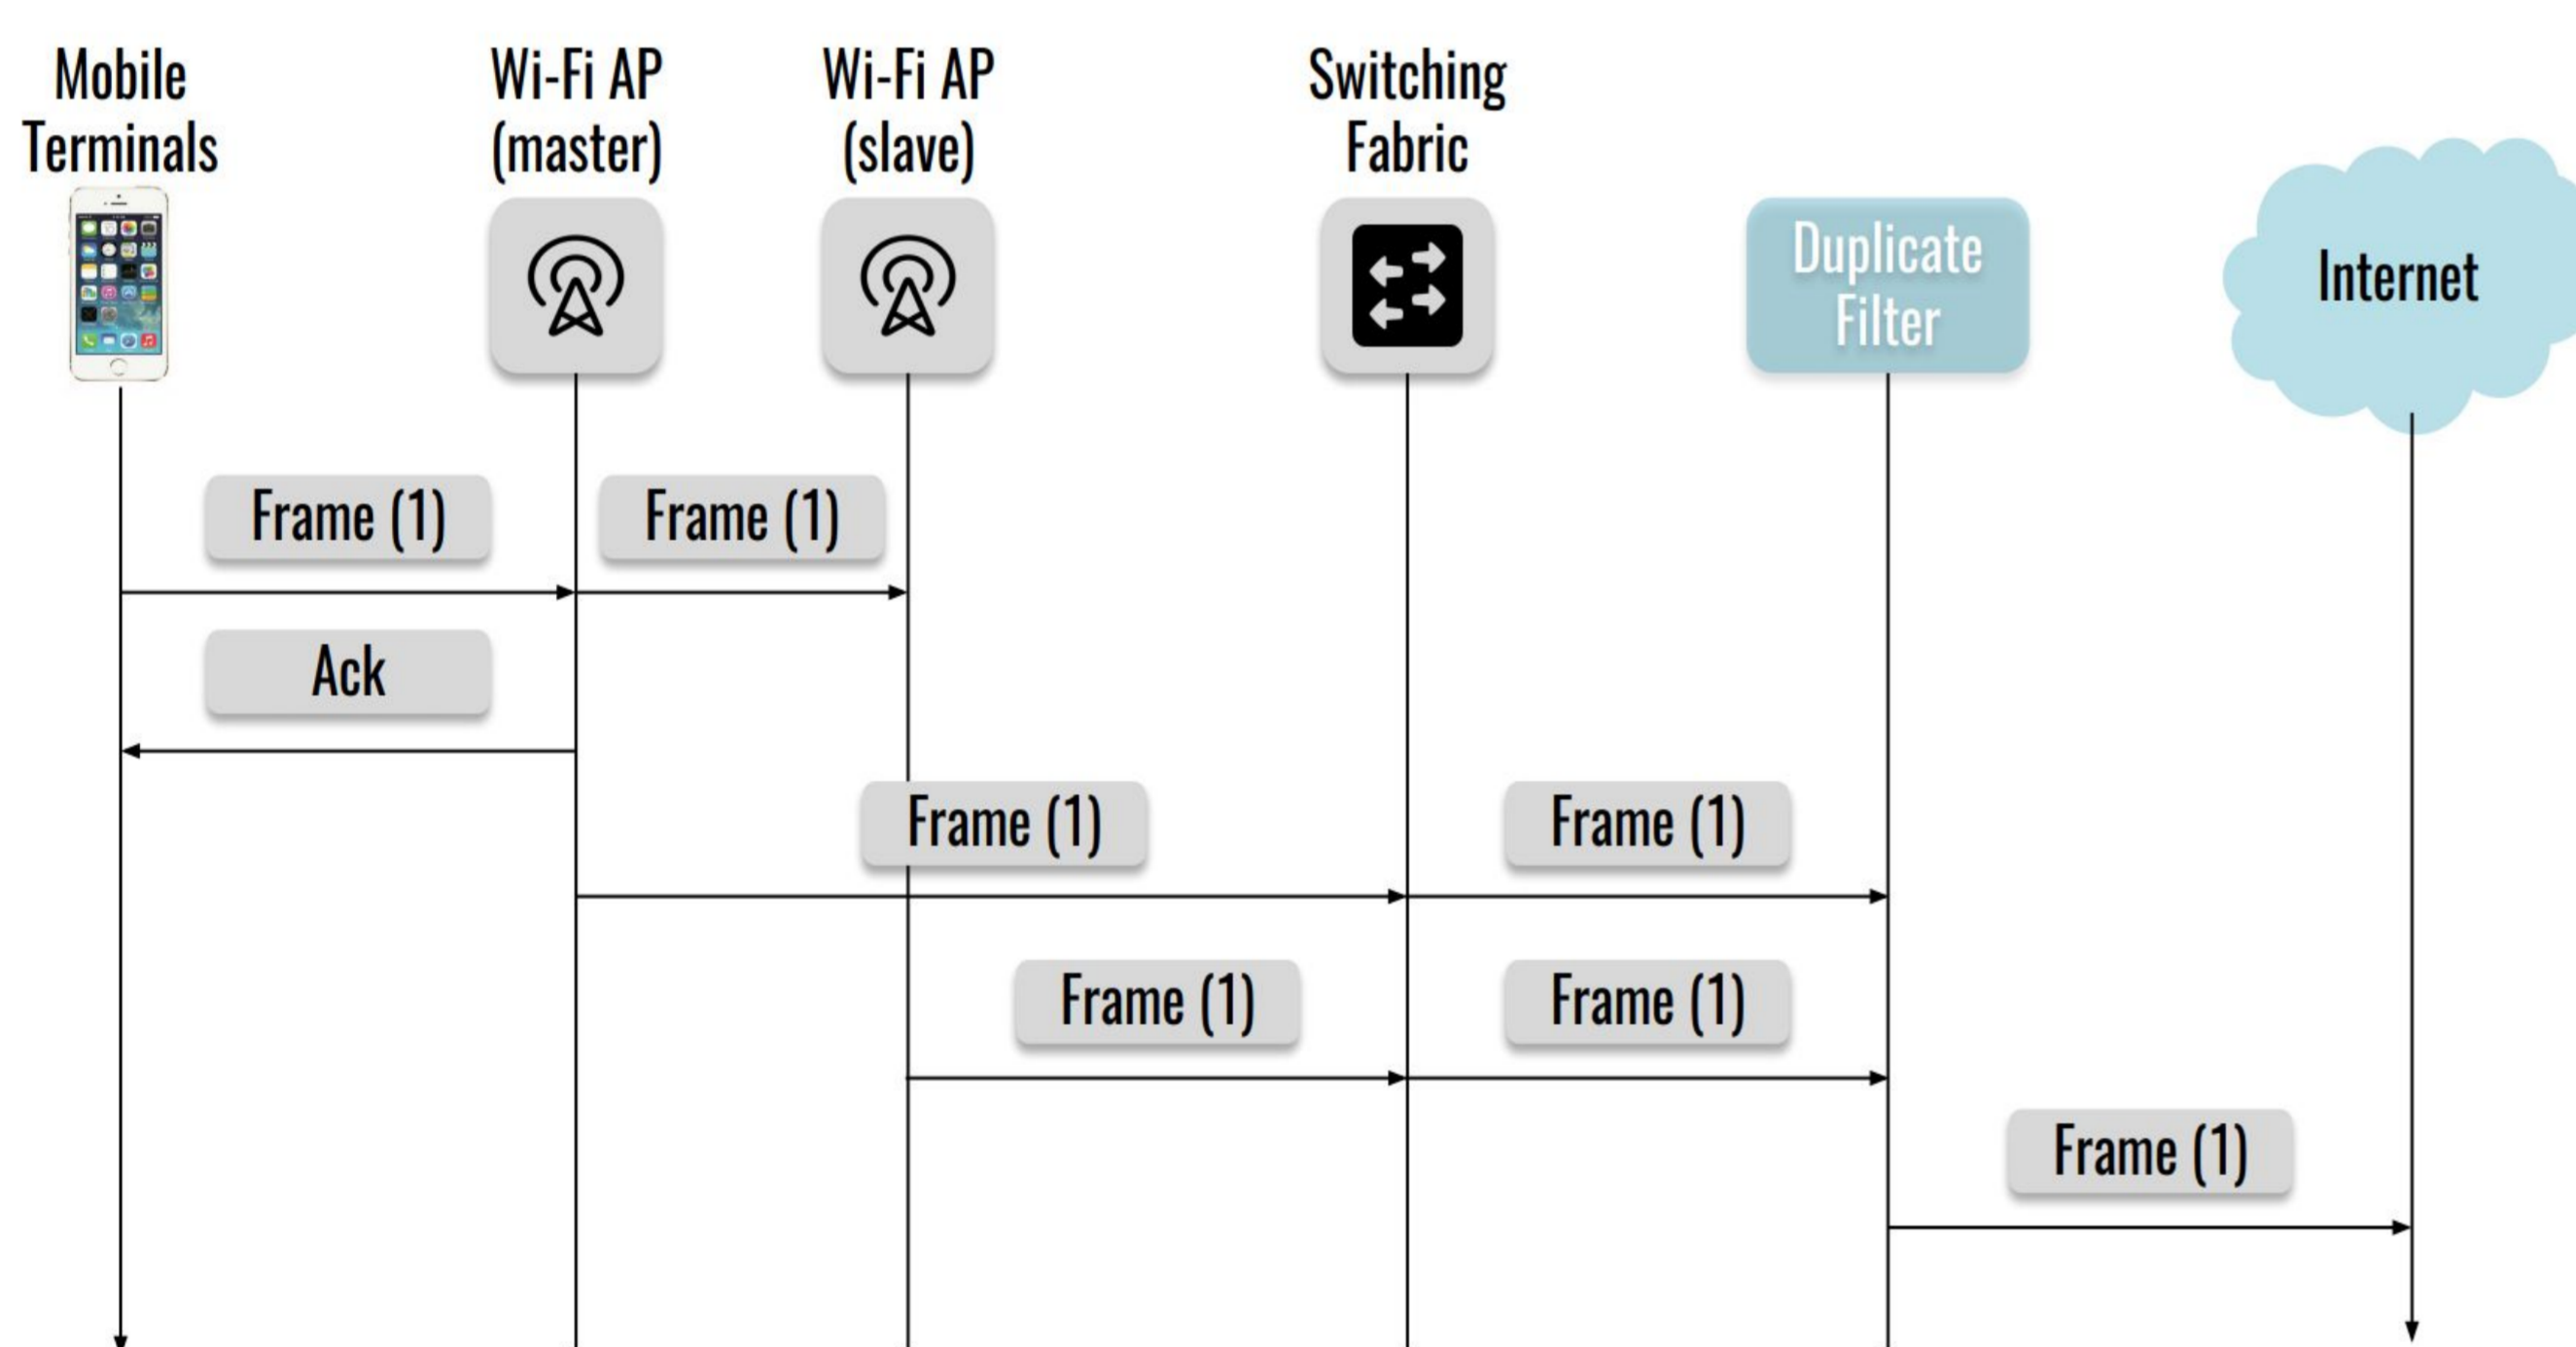 Mobile
Terminals
Wi-Fi AP
(master)
Wi-Fi AP
(slave)
Switching
Fabric
Duplicate
Filter
Internet
Frame (1)
Frame (1)
Ack
Frame (1)
Frame (1)
Frame (1)
Frame (1)
Frame (1)